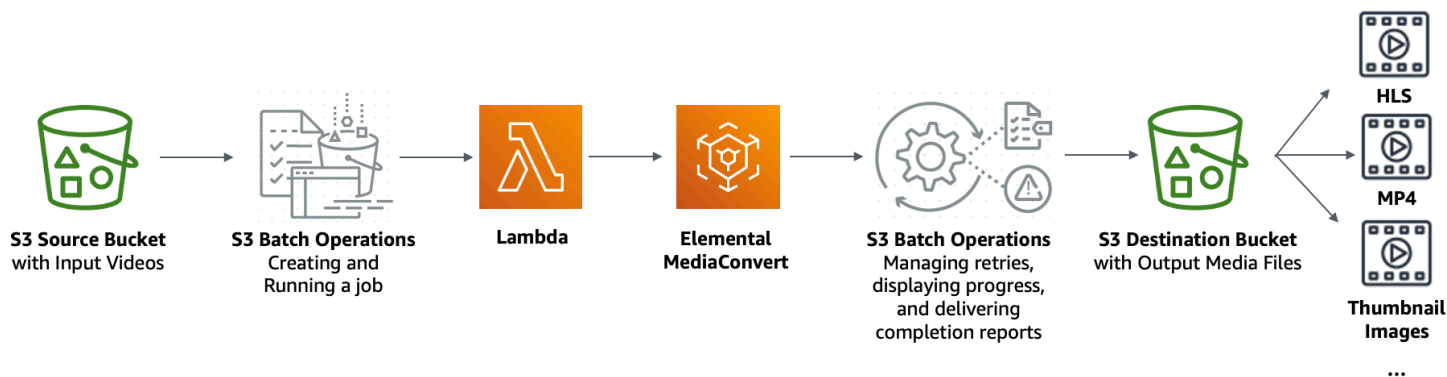 S3 Source Bucket
with Input Videos
S3 Batch Operations
Creating and
Running a job
Lambda
Elemental
MediaConvert
S3 Batch Operations
Managing retries,
displaying progress,
and delivering
completion reports
S3 Destination Bucket
with Output Media Files
HLS
MP4
Thumbnail
Images
...